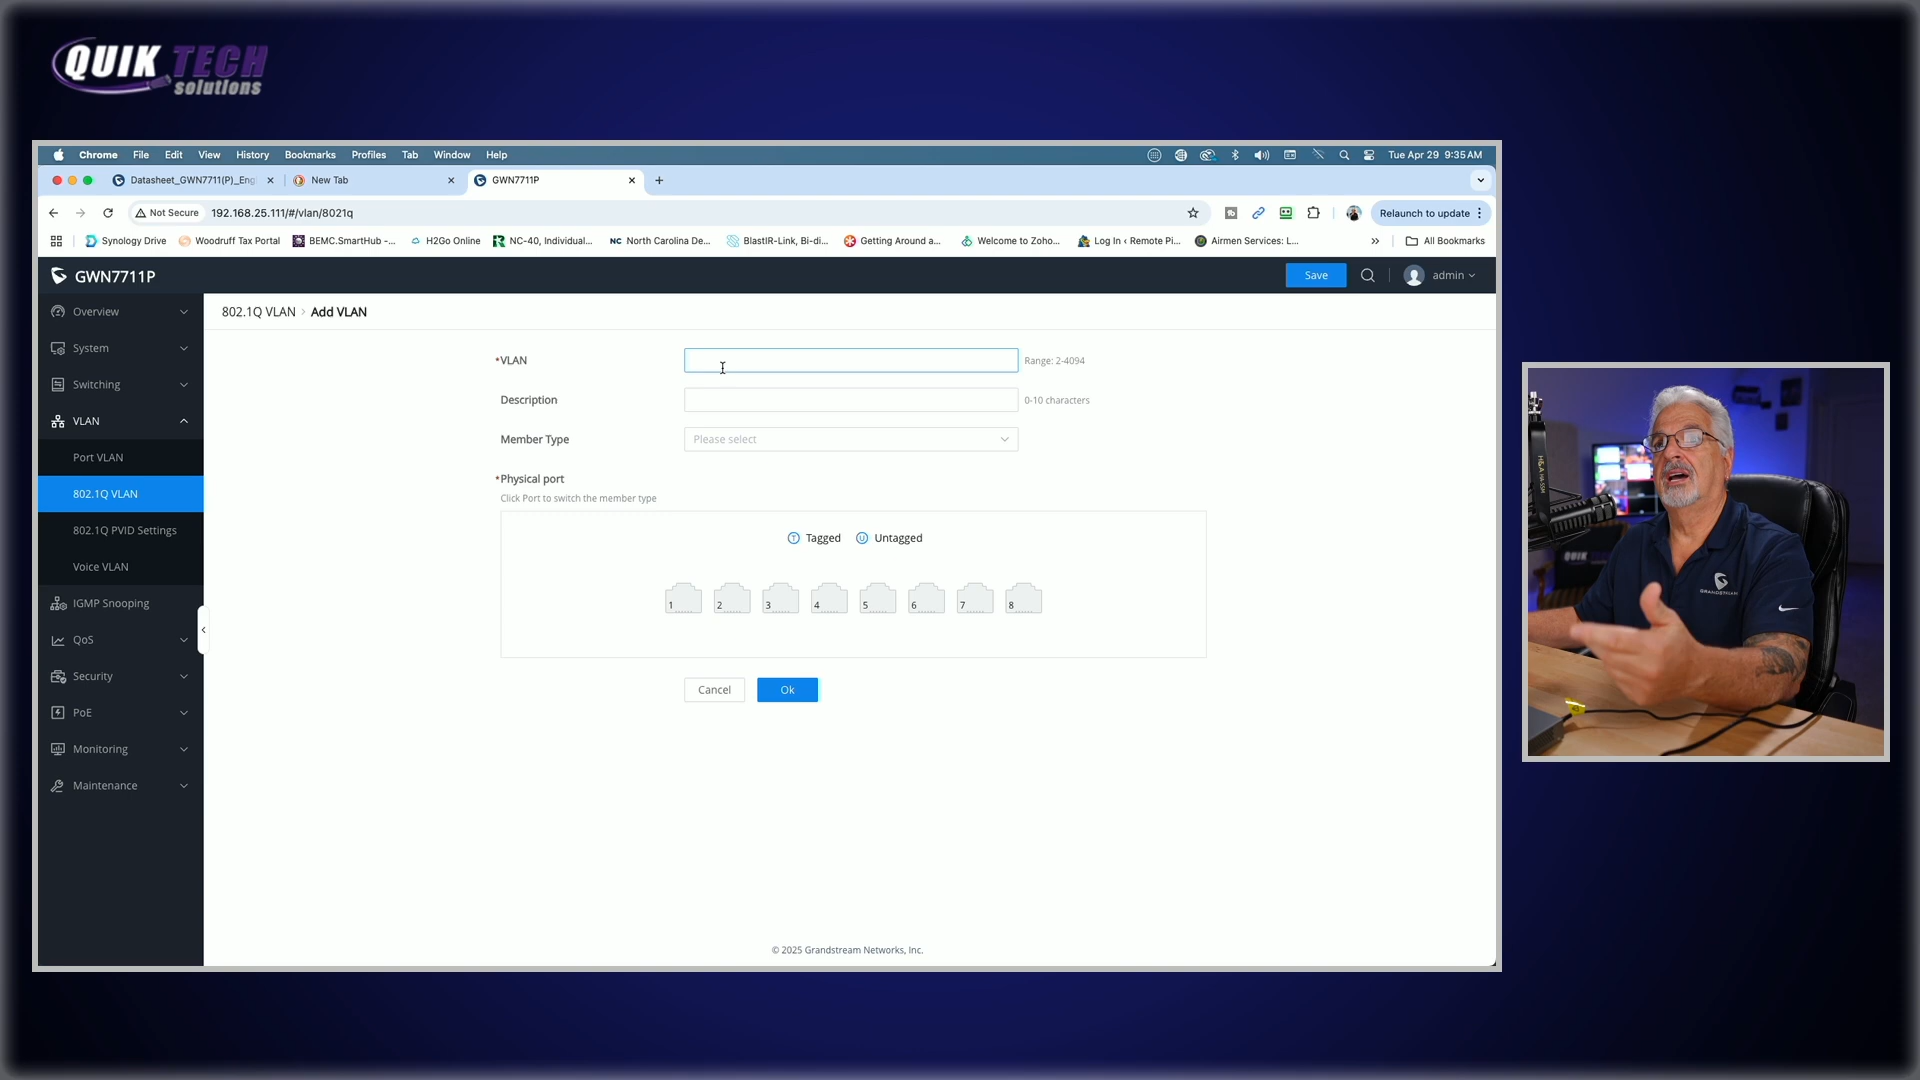 QUIK TECH
solutions
Chrome File Edit View History Bookmarks Profiles Tab Window Help Tue Apr 29 9:35 AM
Datasheet_GWN7711(P)_Eng New Tab GWN7711P
Not Secure 192.168.25.111/#/vlan/8021q Relaunch to update
Synology Drive Woodruff Tax Portal BEMC.SmartHub -... H2Go Online NC-40, Individual... NC North Carolina De... BlastIR-Link, Bi-di... Getting Around a... Welcome to Zoho... Log In ‹ Remote Pi... Airmen Services: L... » All Bookmarks
GWN7711P Save admin
Overview
System
Switching
VLAN
Port VLAN
802.1Q VLAN
802.1Q PVID Settings
Voice VLAN
IGMP Snooping
QoS
Security
PoE
Monitoring
Maintenance
802.1Q VLAN › Add VLAN
*VLAN Range: 2-4094
Description 0-10 characters
Member Type Please select
*Physical port
Click Port to switch the member type
T Tagged U Untagged
1 2 3 4 5 6 7 8
Cancel Ok
© 2025 Grandstream Networks, Inc.
QUIK
GRANDSTREAM